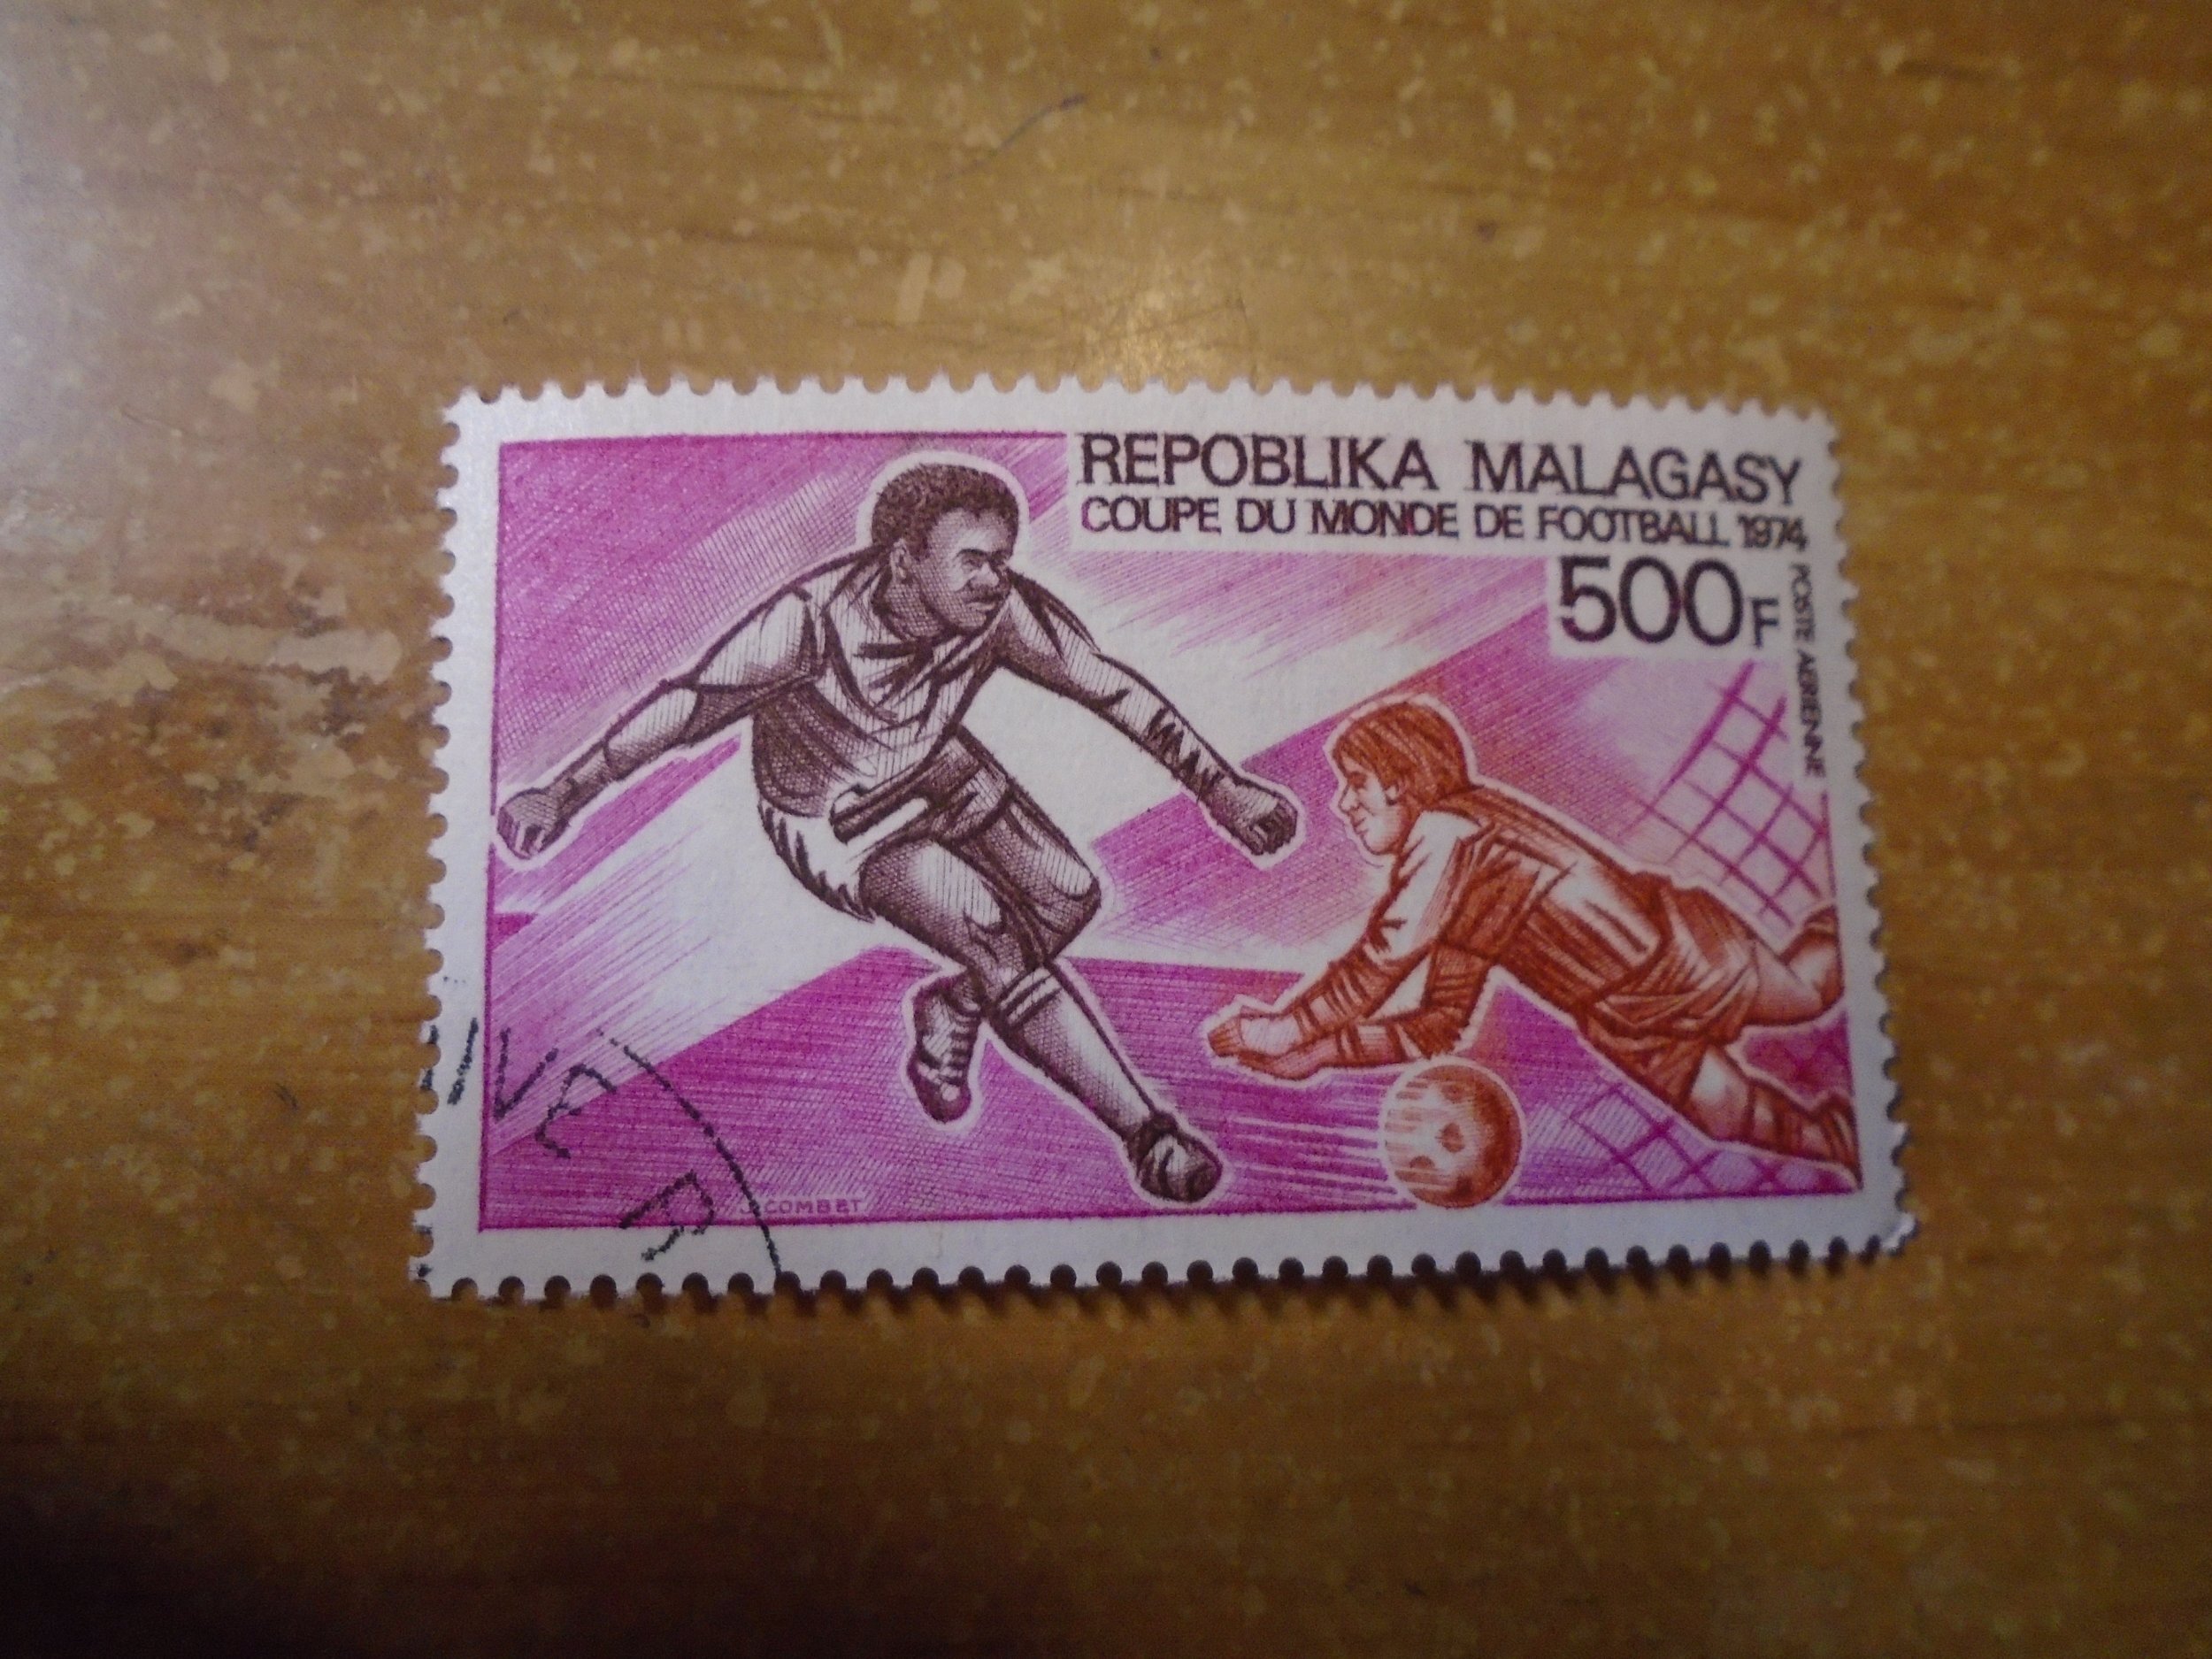 REPOBLIKA MALAGASY
COUPE DU MONDE DE FOOTBALL 1974
500F
POSTE AERIENNE
J. COMBET